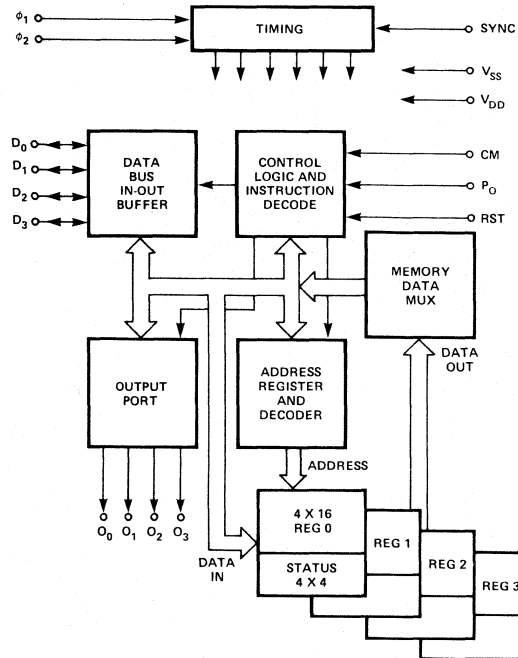 ϕ1
TIMING
SYNC
ϕ2
VSS
VDD
D0
D1
D2
D3
DATA
BUS
IN-OUT
BUFFER
CONTROL
LOGIC AND
INSTRUCTION
DECODE
CM
PO
RST
MEMORY
DATA
MUX
OUTPUT
PORT
ADDRESS
REGISTER
AND
DECODER
DATA
OUT
ADDRESS
O0
O1
O2
O3
DATA
IN
4 X 16
REG 0
STATUS
4 X 4
REG 1
REG 2
REG 3